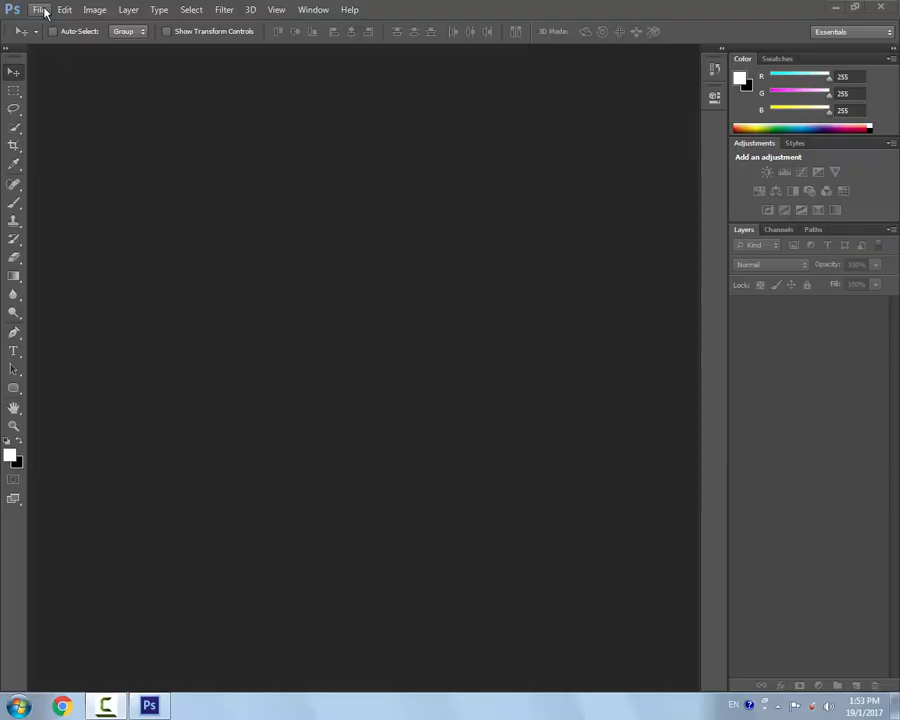 Ps File Edit Image Layer Type Select Filter 3D View Window Help
Auto-Select: Group Show Transform Controls 3D Mode: Essentials
Color Swatches
R 255
G 255
B 255
Adjustments Styles
Add an adjustment
Layers Channels Paths
Kind T
Normal Opacity: 100%
Lock: Fill: 100%
T
Ps EN 1:53 PM
19/1/2017